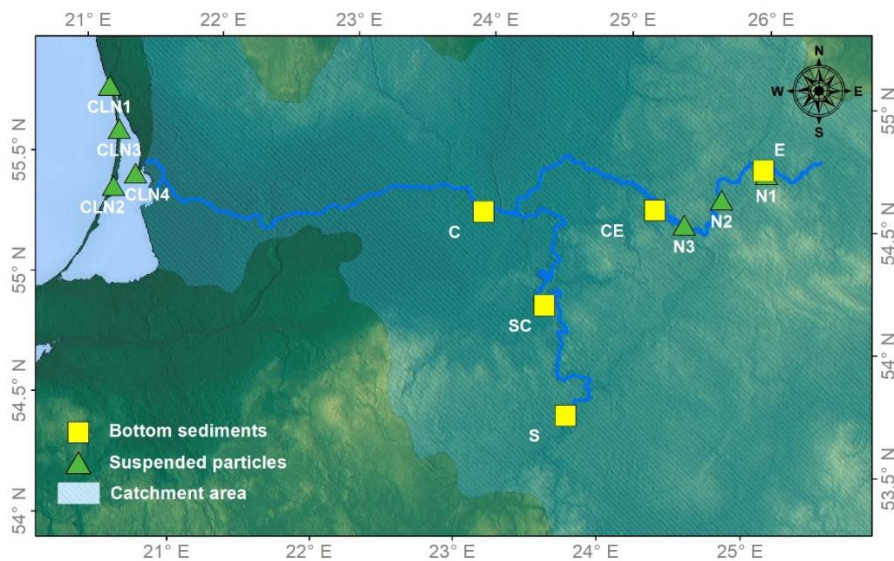 21° E 22° E 23° E 24° E 25° E 26° E
N
W E
S
CLN1
CLN3
CLN4
CLN2
E
N1
N2
N3
CE
C
SC
S
55.5° N
55° N
54.5° N
54° N
55° N
54.5° N
54° N
53.5° N
Bottom sediments
Suspended particles
Catchment area
21° E 22° E 23° E 24° E 25° E